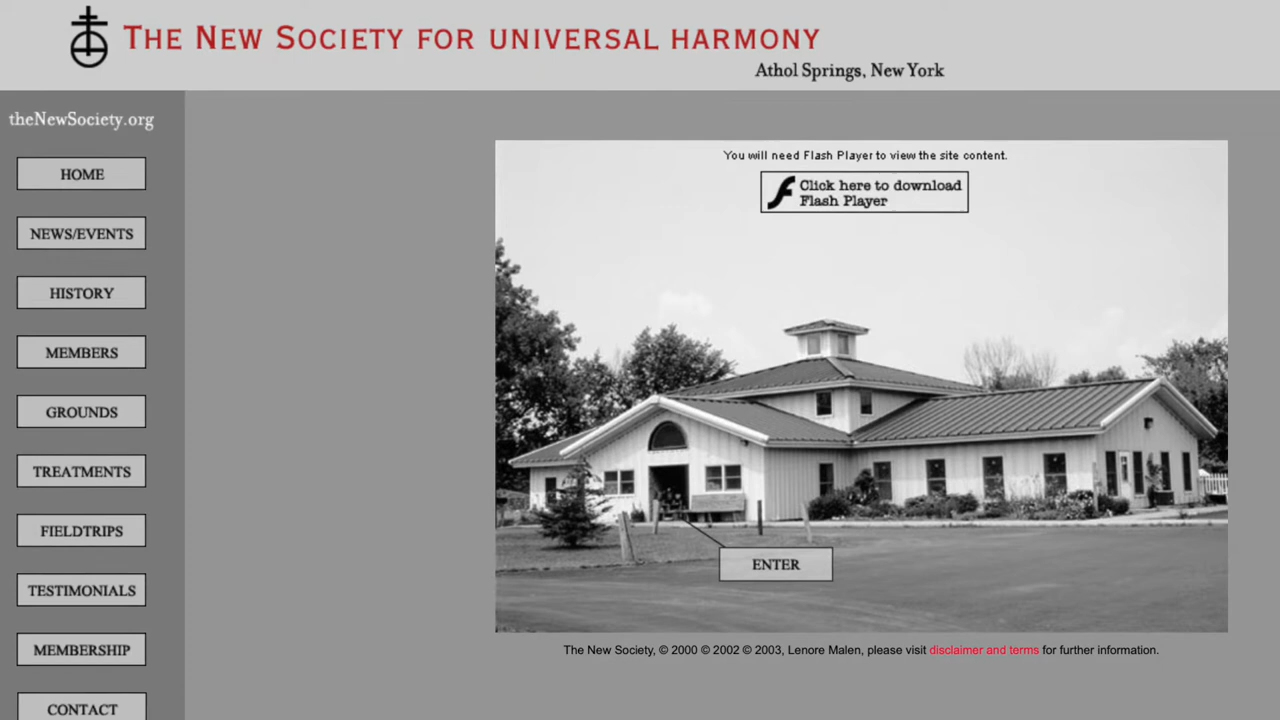 THE NEW SOCIETY FOR UNIVERSAL HARMONY
Athol Springs, New York
theNewSociety.org
HOME
NEWS/EVENTS
HISTORY
MEMBERS
GROUNDS
TREATMENTS
FIELDTRIPS
TESTIMONIALS
MEMBERSHIP
CONTACT
You will need Flash Player to view the site content.
Click here to download
Flash Player
ENTER
The New Society, © 2000 © 2002 © 2003, Lenore Malen, please visit disclaimer and terms for further information.